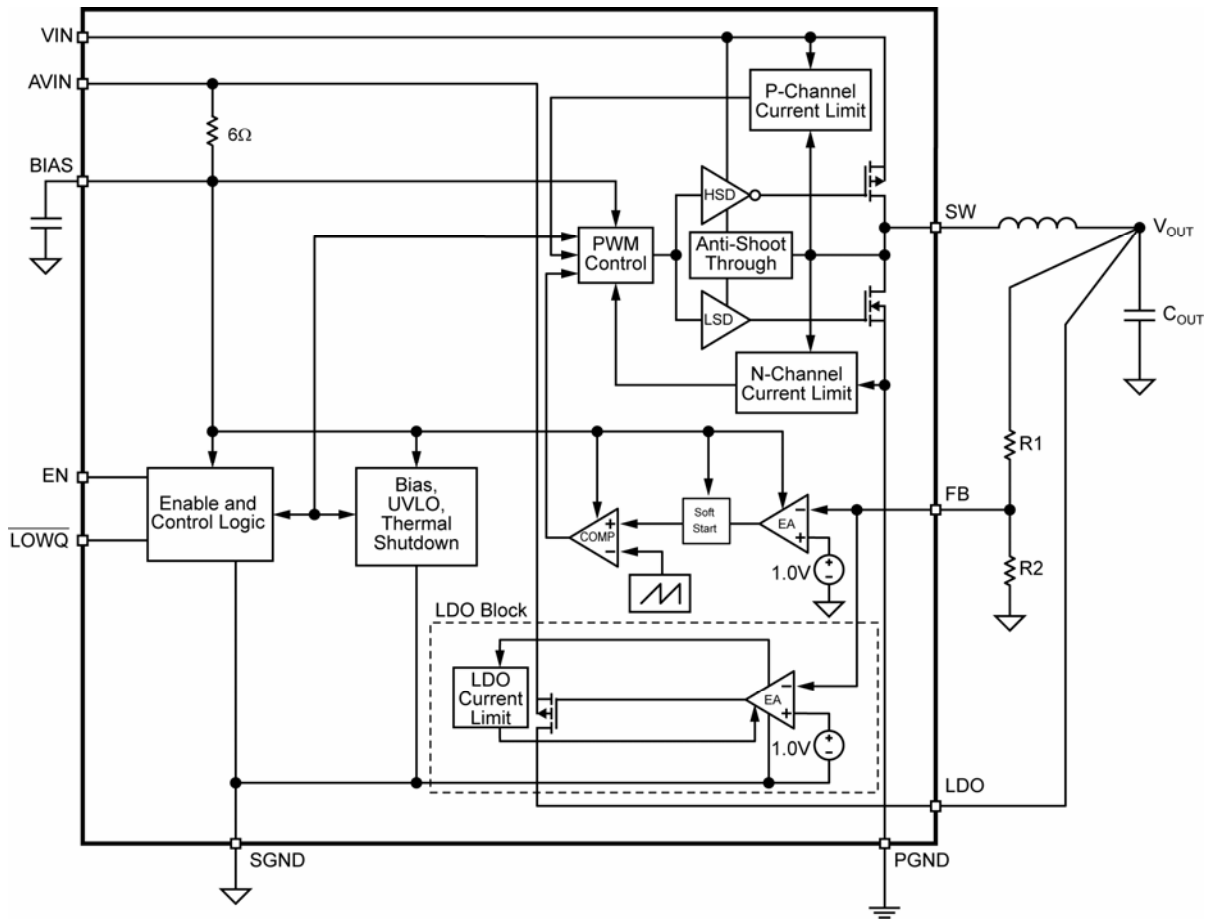 VIN
AVIN
6Ω
BIAS
P-Channel
Current Limit
HSD
PWM
Control
Anti-Shoot
Through
LSD
N-Channel
Current Limit
SW
VOUT
COUT
R1
FB
R2
EN
LOWQ
Enable and
Control Logic
Bias,
UVLO,
Thermal
Shutdown
+
COMP
−
Soft
Start
−
EA
+
1.0V
+
−
LDO Block
LDO
Current
Limit
−
EA
+
1.0V
+
−
LDO
SGND
PGND